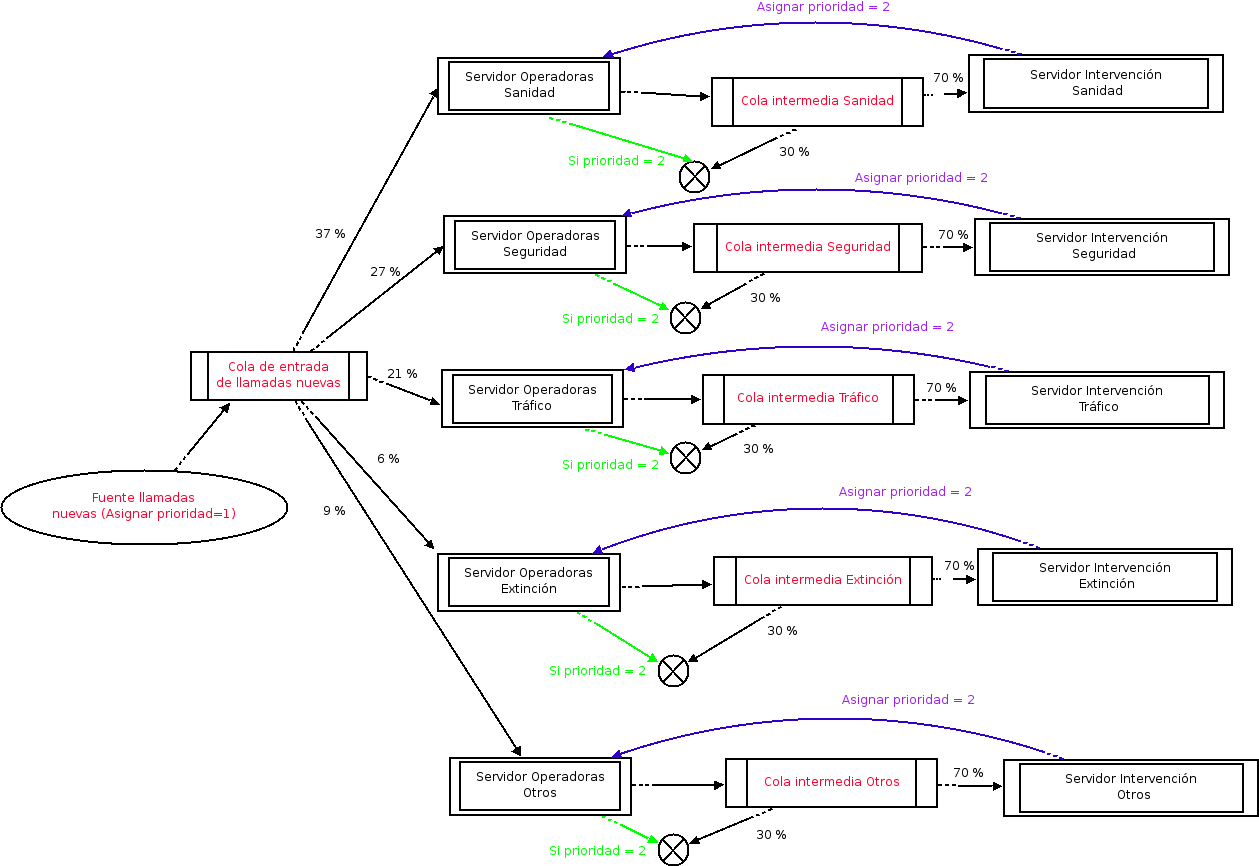 Asignar prioridad = 2
Servidor Operadoras
Sanidad
Cola intermedia Sanidad
70 %
Servidor Intervención
Sanidad
Si prioridad = 2
30 %
Asignar prioridad = 2
37 %
Servidor Operadoras
Seguridad
Cola intermedia Seguridad
70 %
Servidor Intervención
Seguridad
27 %
Si prioridad = 2
30 %
Asignar prioridad = 2
Cola de entrada
de llamadas nuevas
21 %
Servidor Operadoras
Tráfico
Cola intermedia Tráfico
70 %
Servidor Intervención
Tráfico
Si prioridad = 2
30 %
6 %
Fuente llamadas
nuevas (Asignar prioridad=1)
9 %
Asignar prioridad = 2
Servidor Operadoras
Extinción
Cola intermedia Extinción
70 %
Servidor Intervención
Extinción
Si prioridad = 2
30 %
Asignar prioridad = 2
Servidor Operadoras
Otros
Cola intermedia Otros
70 %
Servidor Intervención
Otros
Si prioridad = 2
30 %